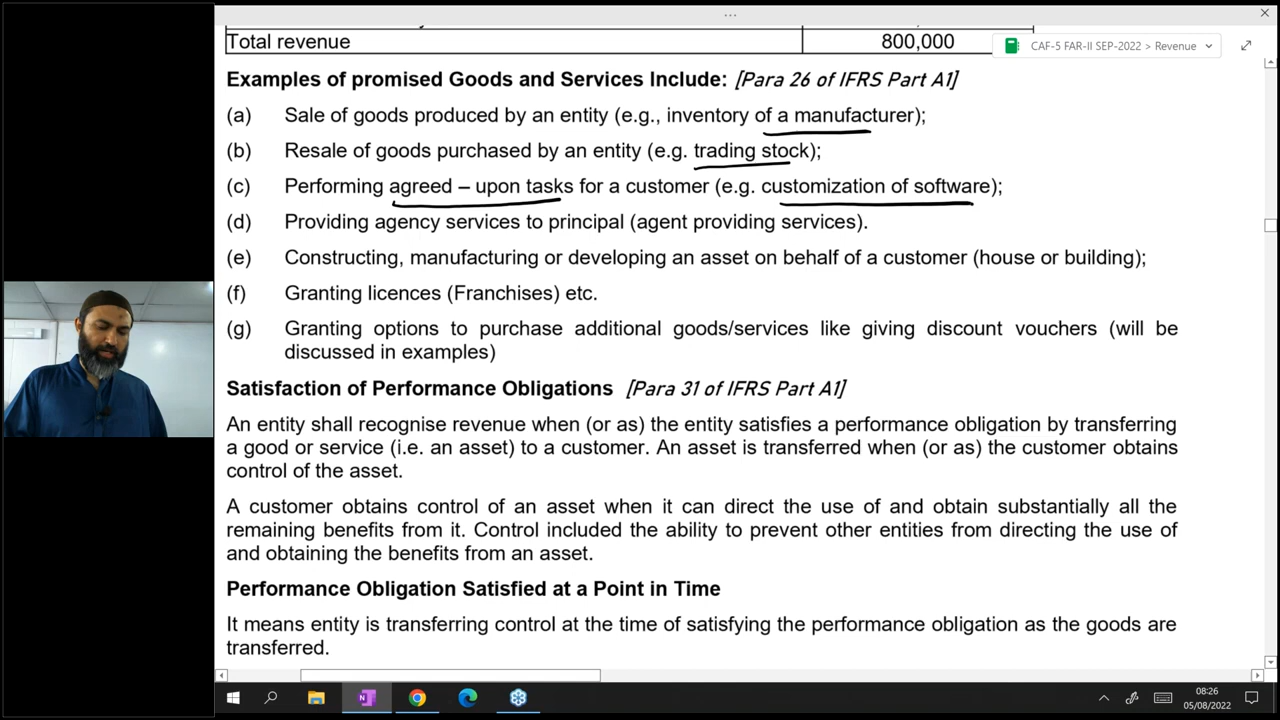 Total revenue 800,000
CAF-5 FAR-II SEP-2022 > Revenue
Examples of promised Goods and Services Include: [Para 26 of IFRS Part A1]
(a) Sale of goods produced by an entity (e.g., inventory of a manufacturer);
(b) Resale of goods purchased by an entity (e.g. trading stock);
(c) Performing agreed – upon tasks for a customer (e.g. customization of software);
(d) Providing agency services to principal (agent providing services).
(e) Constructing, manufacturing or developing an asset on behalf of a customer (house or building);
(f) Granting licences (Franchises) etc.
(g) Granting options to purchase additional goods/services like giving discount vouchers (will be
discussed in examples)
Satisfaction of Performance Obligations [Para 31 of IFRS Part A1]
An entity shall recognise revenue when (or as) the entity satisfies a performance obligation by transferring
a good or service (i.e. an asset) to a customer. An asset is transferred when (or as) the customer obtains
control of the asset.
A customer obtains control of an asset when it can direct the use of and obtain substantially all the
remaining benefits from it. Control included the ability to prevent other entities from directing the use of
and obtaining the benefits from an asset.
Performance Obligation Satisfied at a Point in Time
It means entity is transferring control at the time of satisfying the performance obligation as the goods are
transferred.
08:26
05/08/2022